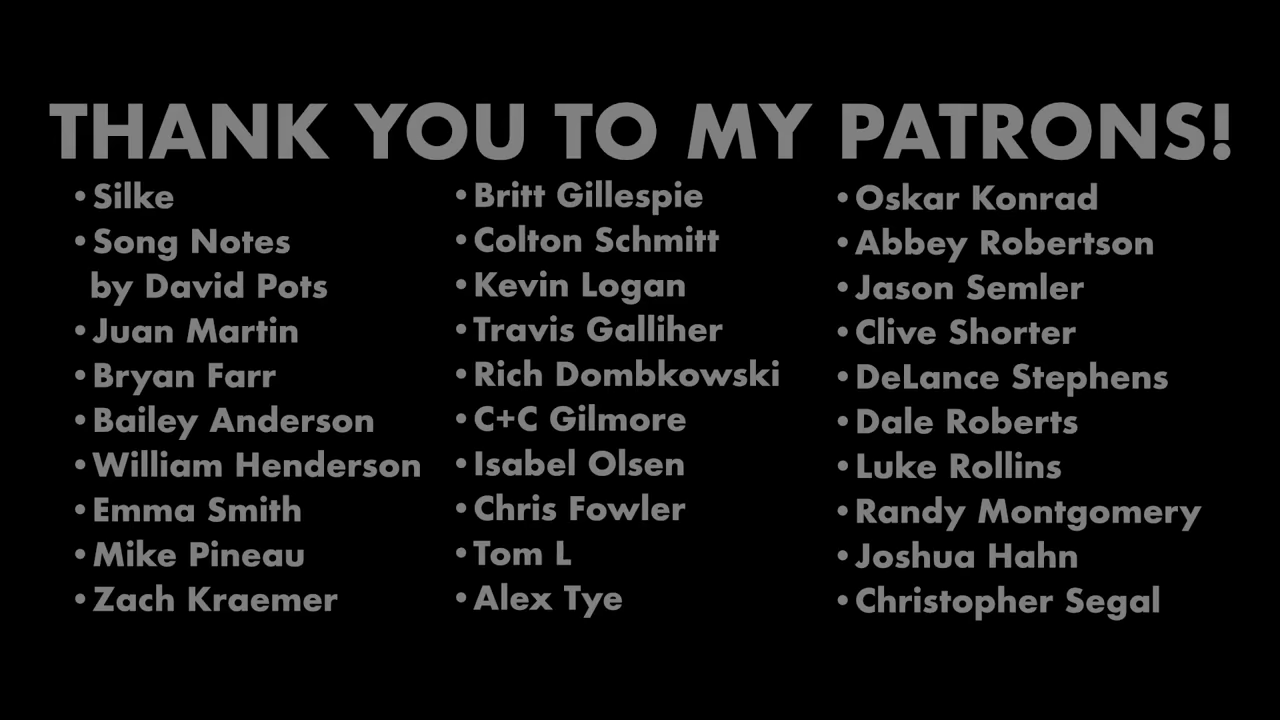 THANK YOU TO MY PATRONS!
•Silke
•Song Notes
by David Pots
•Juan Martin
•Bryan Farr
•Bailey Anderson
•William Henderson
•Emma Smith
•Mike Pineau
•Zach Kraemer
•Britt Gillespie
•Colton Schmitt
•Kevin Logan
•Travis Galliher
•Rich Dombkowski
•C+C Gilmore
•Isabel Olsen
•Chris Fowler
•Tom L
•Alex Tye
•Oskar Konrad
•Abbey Robertson
•Jason Semler
•Clive Shorter
•DeLance Stephens
•Dale Roberts
•Luke Rollins
•Randy Montgomery
•Joshua Hahn
•Christopher Segal